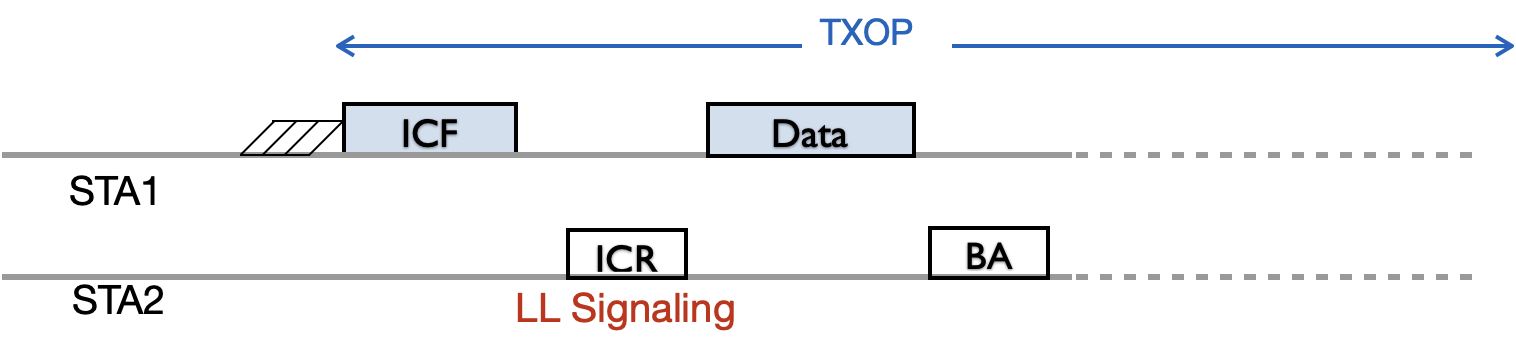 TXOP
ICF
Data
STA1
ICR
BA
STA2
LL Signaling